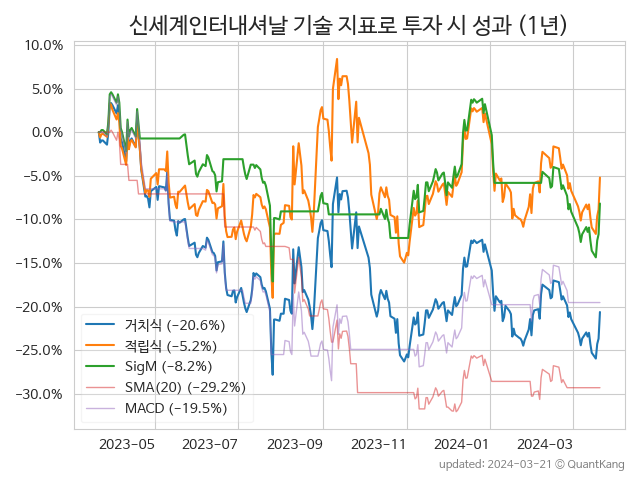 신세계인터내셔날 기술 지표로 투자 시 성과 (1년)
10.0%
5.0%
0.0%
−5.0%
−10.0%
−15.0%
−20.0%
−25.0%
−30.0%
거치식 (−20.6%)
적립식 (−5.2%)
SigM (−8.2%)
SMA(20) (−29.2%)
MACD (−19.5%)
2023-05 2023-07 2023-09 2023-11 2024-01 2024-03
updated: 2024-03-21 © QuantKang